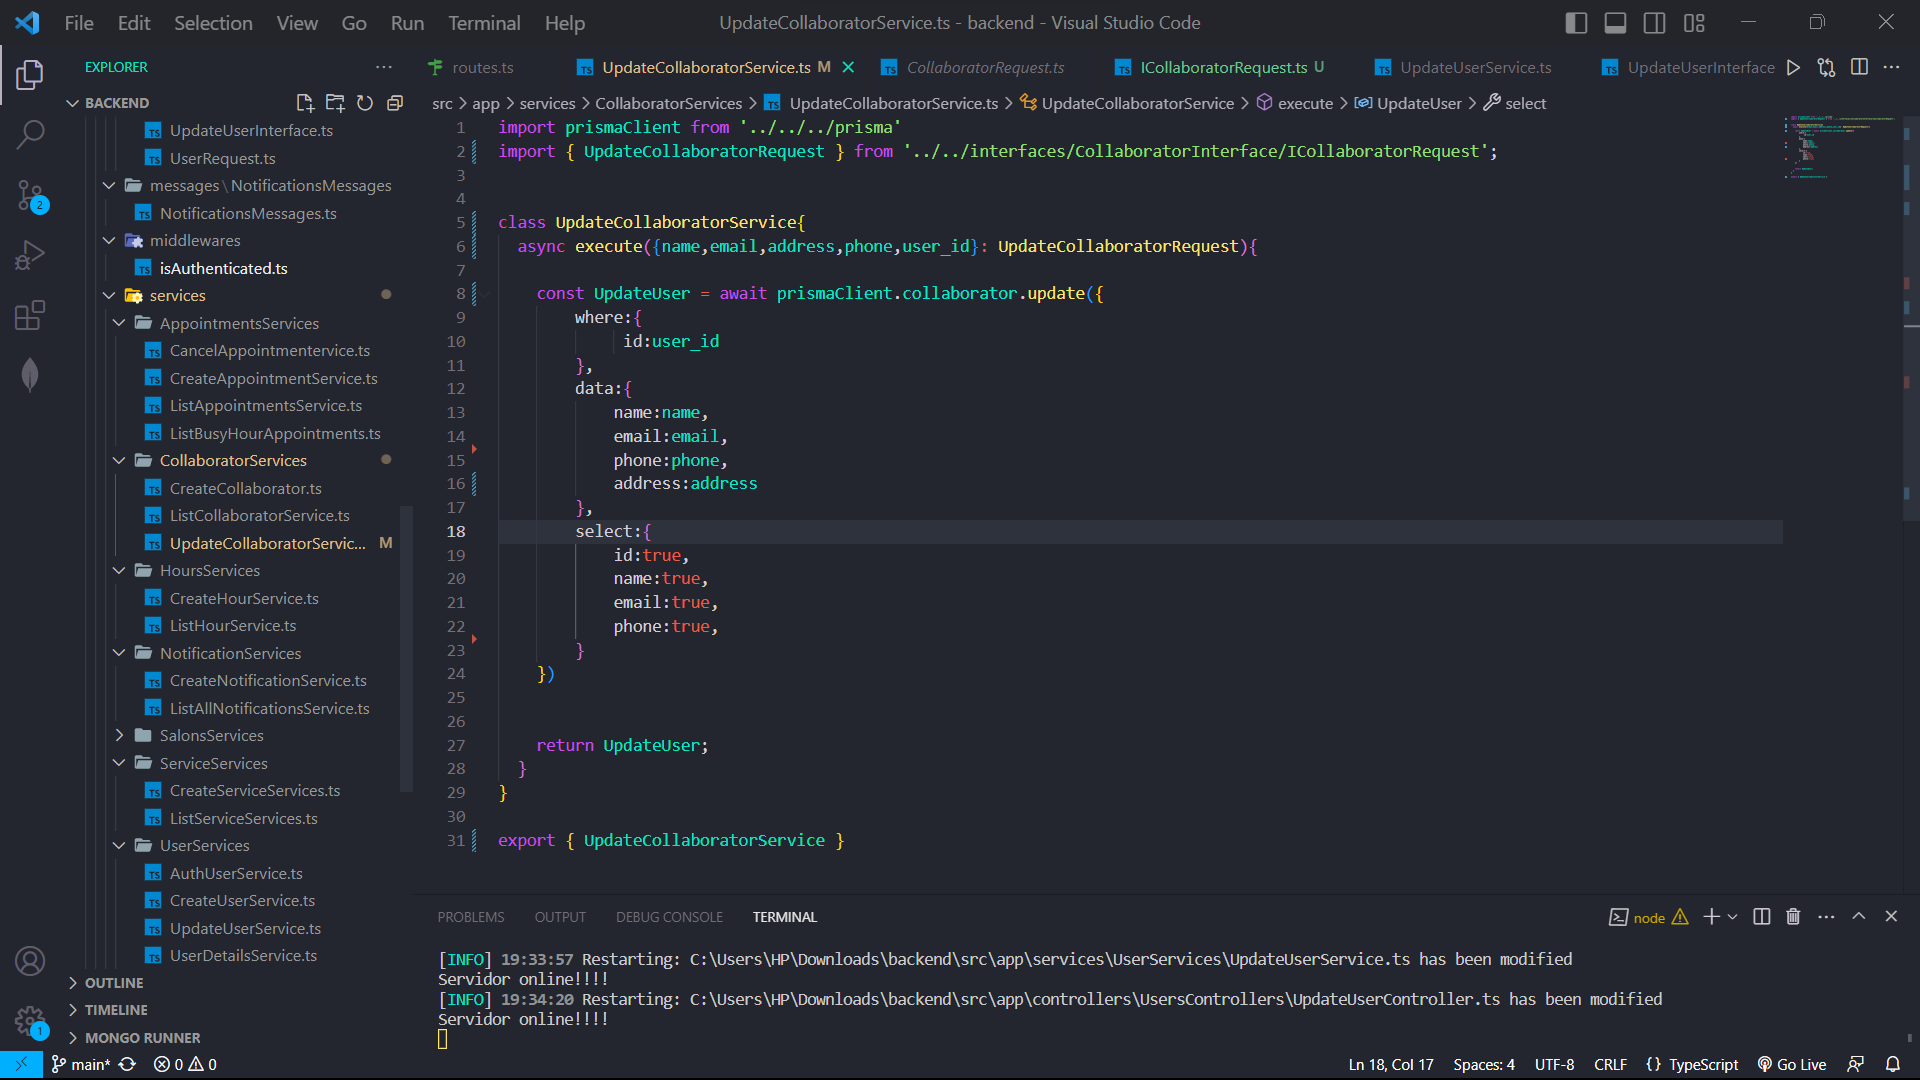 File Edit Selection View Go Run Terminal Help
UpdateCollaboratorService.ts - backend - Visual Studio Code
EXPLORER
BACKEND
UpdateUserInterface.ts
UserRequest.ts
messages \ NotificationsMessages
NotificationsMessages.ts
middlewares
isAuthenticated.ts
services
AppointmentsServices
CancelAppointmentervice.ts
CreateAppointmentService.ts
ListAppointmentsService.ts
ListBusyHourAppointments.ts
CollaboratorServices
CreateCollaborator.ts
ListCollaboratorService.ts
UpdateCollaboratorServic... M
HoursServices
CreateHourService.ts
ListHourService.ts
NotificationServices
CreateNotificationService.ts
ListAllNotificationsService.ts
SalonsServices
ServiceServices
CreateServiceServices.ts
ListServiceServices.ts
UserServices
AuthUserService.ts
CreateUserService.ts
UpdateUserService.ts
UserDetailsService.ts
OUTLINE
TIMELINE
MONGO RUNNER
2
1
routes.ts
UpdateCollaboratorService.ts M
CollaboratorRequest.ts
ICollaboratorRequest.ts U
UpdateUserService.ts
UpdateUserInterface
src > app > services > CollaboratorServices > UpdateCollaboratorService.ts > UpdateCollaboratorService > execute > UpdateUser > select
1 import prismaClient from '../../../prisma'
2 import { UpdateCollaboratorRequest } from '../../interfaces/CollaboratorInterface/ICollaboratorRequest';
3
4
5 class UpdateCollaboratorService{
6 async execute({name,email,address,phone,user_id}: UpdateCollaboratorRequest){
7
8 const UpdateUser = await prismaClient.collaborator.update({
9 where:{
10 id:user_id
11 },
12 data:{
13 name:name,
14 email:email,
15 phone:phone,
16 address:address
17 },
18 select:{
19 id:true,
20 name:true,
21 email:true,
22 phone:true,
23 }
24 })
25
26
27 return UpdateUser;
28 }
29 }
30
31 export { UpdateCollaboratorService }
PROBLEMS OUTPUT DEBUG CONSOLE TERMINAL
node
[INFO] 19:33:57 Restarting: C:\Users\HP\Downloads\backend\src\app\services\UserServices\UpdateUserService.ts has been modified
Servidor online!!!!
[INFO] 19:34:20 Restarting: C:\Users\HP\Downloads\backend\src\app\controllers\UsersControllers\UpdateUserController.ts has been modified
Servidor online!!!!
main* 0 0
Ln 18, Col 17 Spaces: 4 UTF-8 CRLF {} TypeScript Go Live